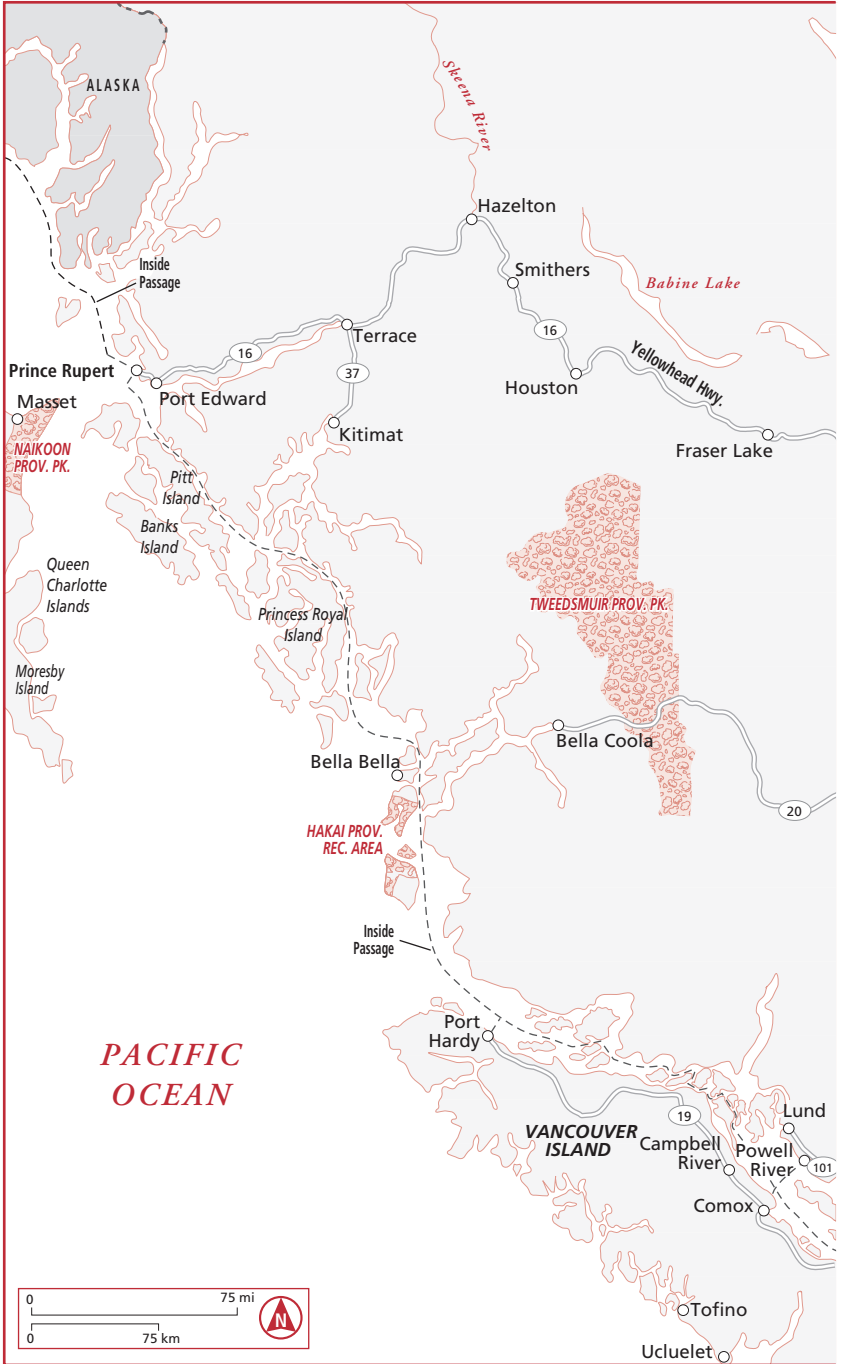 ALASKA
Skeena River
Hazelton
Inside
Passage
Smithers
Babine Lake
16
Terrace
16
Yellowhead Hwy.
Prince Rupert
37
Houston
Masset
Port Edward
Kitimat
Fraser Lake
NAIKOON
PROV. PK.
Pitt
Island
Banks
Island
Queen
Charlotte
Islands
Princess Royal
Island
TWEEDSMUIR PROV. PK.
Moresby
Island
Bella Coola
Bella Bella
20
HAKAI PROV.
REC. AREA
Inside
Passage
PACIFIC
OCEAN
Port
Hardy
19
Lund
VANCOUVER
ISLAND
Campbell
River
Powell
River
101
Comox
0
75 mi
0
75 km
N
Tofino
Ucluelet